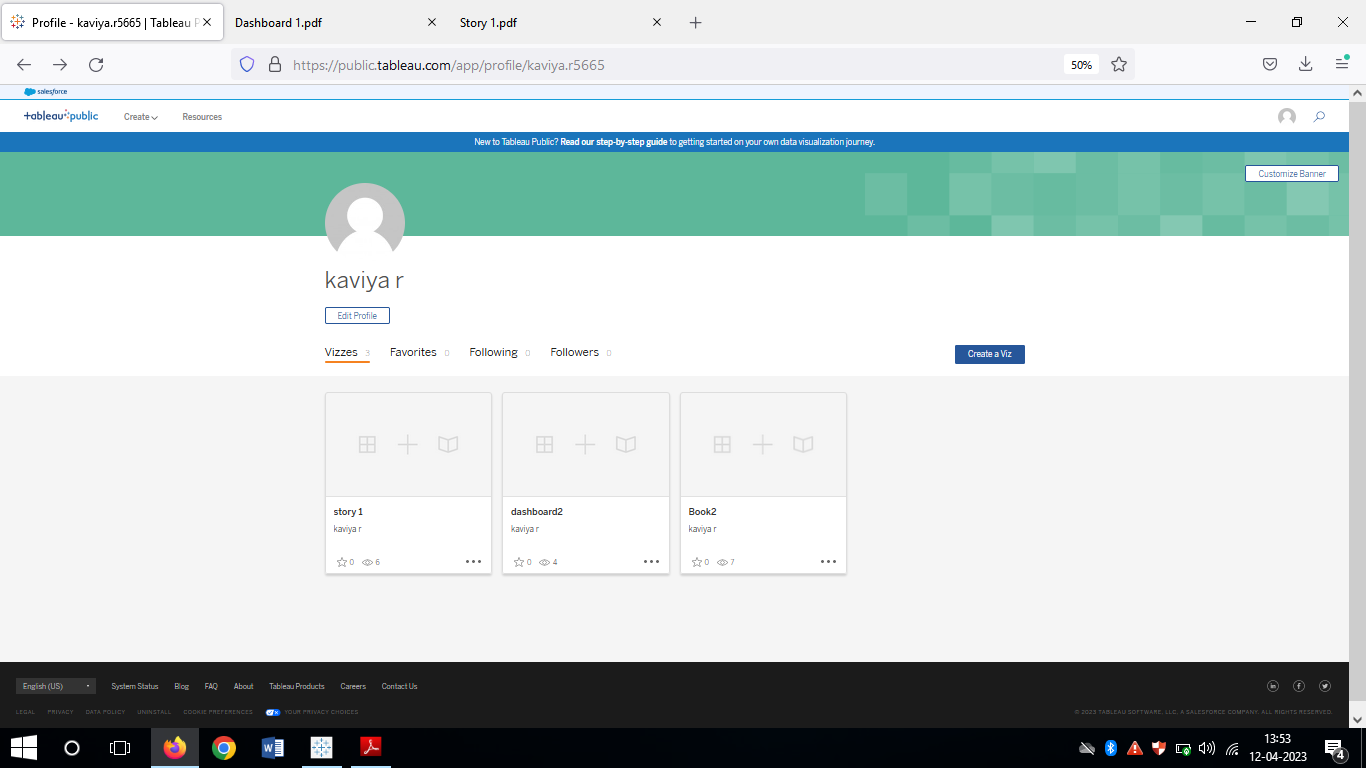 Profile - kaviya.r5665 | Tableau P
Dashboard 1.pdf
Story 1.pdf
https://public.tableau.com/app/profile/kaviya.r5665
50%
salesforce
+ableau public
Create
Resources
New to Tableau Public? Read our step-by-step guide to getting started on your own data visualization journey.
Customize Banner
kaviya r
Edit Profile
Vizzes 3
Favorites 0
Following 0
Followers 0
Create a Viz
story 1
kaviya r
0 6
dashboard2
kaviya r
0 4
Book2
kaviya r
0 7
English (US)
System Status
Blog
FAQ
About
Tableau Products
Careers
Contact Us
LEGAL
PRIVACY
DATA POLICY
UNINSTALL
COOKIE PREFERENCES
YOUR PRIVACY CHOICES
© 2023 TABLEAU SOFTWARE, LLC, A SALESFORCE COMPANY. ALL RIGHTS RESERVED.
13:53
12-04-2023
4